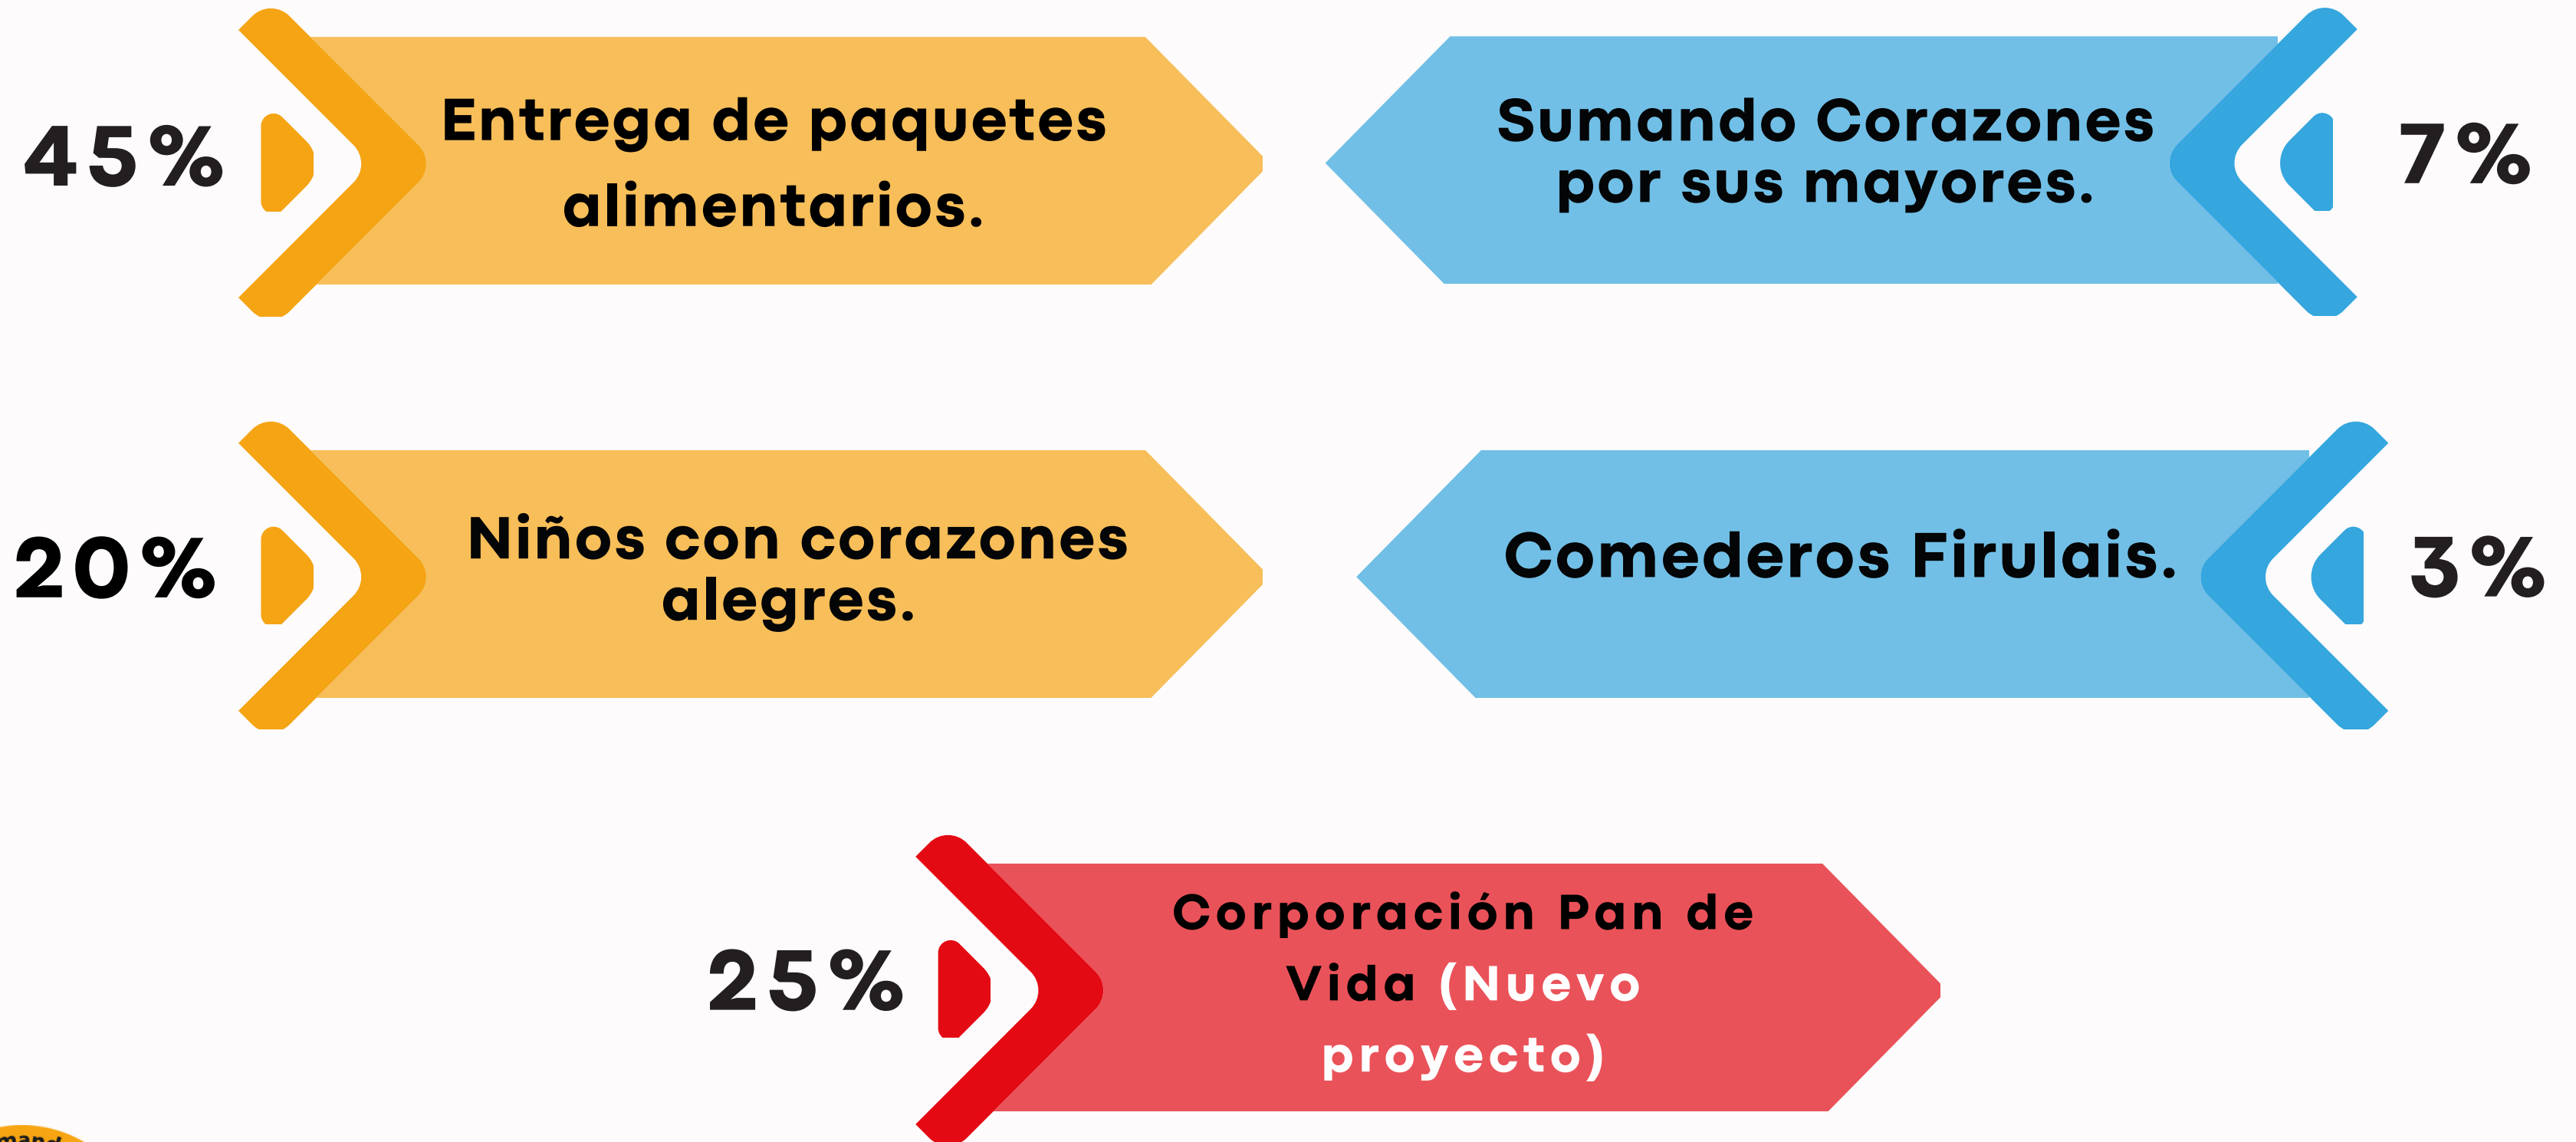 45%
Entrega de paquetes
alimentarios.
Sumando Corazones
por sus mayores.
7%
20%
Niños con corazones
alegres.
Comederos Firulais.
3%
25%
Corporación Pan de
Vida (Nuevo
proyecto)